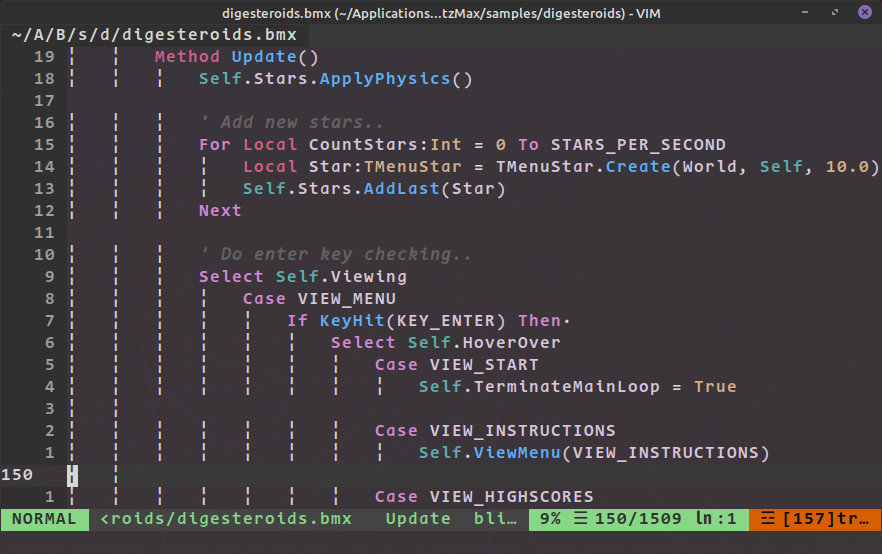 digesteroids.bmx (~/Applications...tzMax/samples/digesteroids) - VIM
~/A/B/s/d/digesteroids.bmx
19 Method Update()
18 Self.Stars.ApplyPhysics()
17
16 ' Add new stars..
15 For Local CountStars:Int = 0 To STARS_PER_SECOND
14 Local Star:TMenuStar = TMenuStar.Create(World, Self, 10.0)
13 Self.Stars.AddLast(Star)
12 Next
11
10 ' Do enter key checking..
9 Select Self.Viewing
8 Case VIEW_MENU
7 If KeyHit(KEY_ENTER) Then·
6 Select Self.HoverOver
5 Case VIEW_START
4 Self.TerminateMainLoop = True
3
2 Case VIEW_INSTRUCTIONS
1 Self.ViewMenu(VIEW_INSTRUCTIONS)
150
1 Case VIEW_HIGHSCORES
NORMAL <roids/digesteroids.bmx Update bli… 9% ☰ 150/1509 ln :1 ☲ [157]tr…